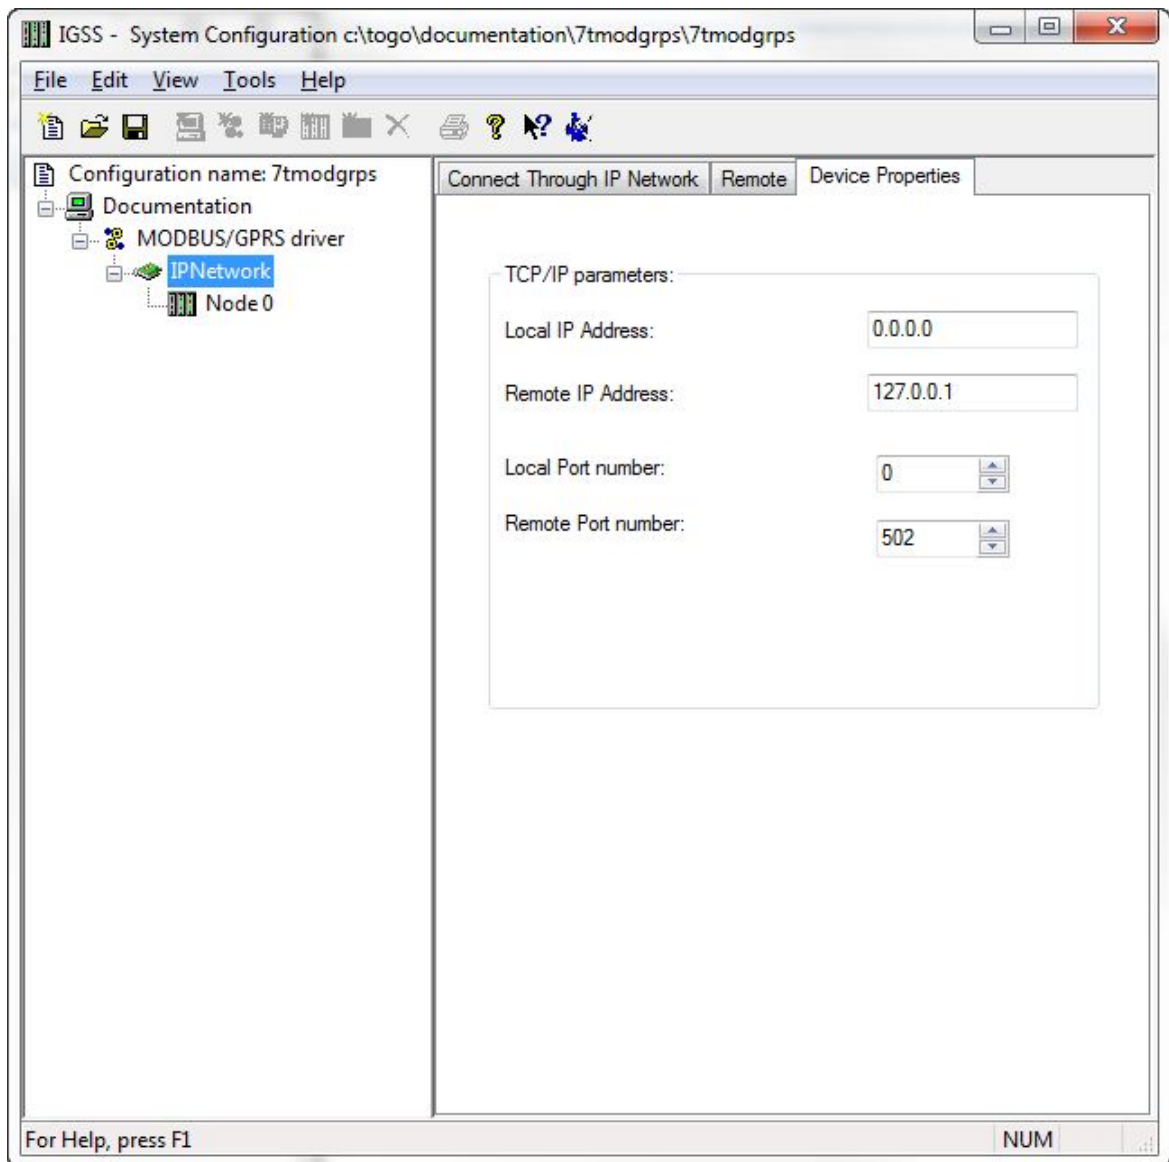 IGSS - System Configuration c:\togo\documentation\7tmodgrps\7tmodgrps
File Edit View Tools Help
Configuration name: 7tmodgrps
Documentation
MODBUS/GPRS driver
IPNetwork
Node 0
Connect Through IP Network Remote Device Properties
TCP/IP parameters:
Local IP Address: 0.0.0.0
Remote IP Address: 127.0.0.1
Local Port number: 0
Remote Port number: 502
For Help, press F1 NUM